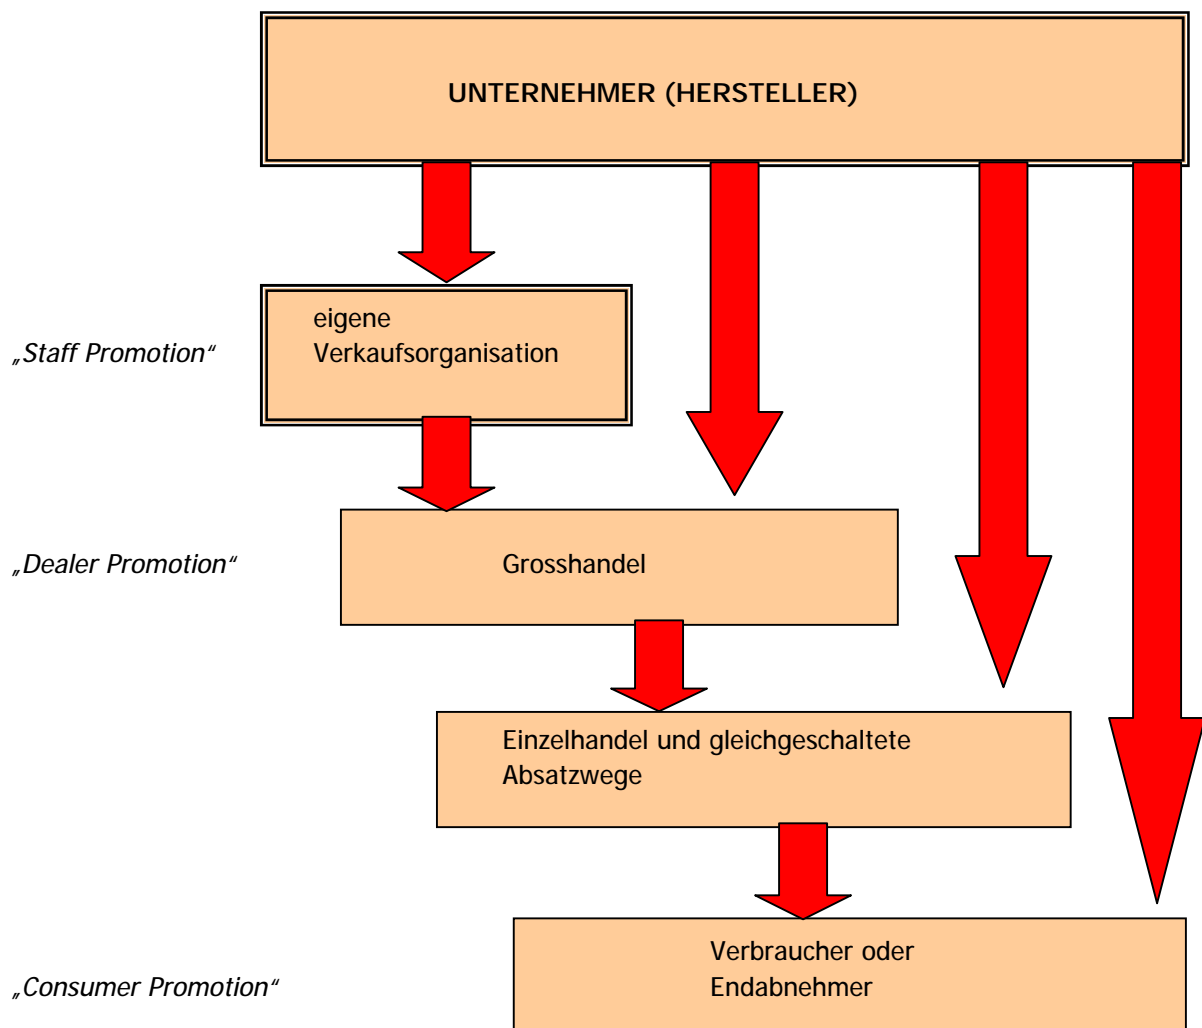 UNTERNEHMER (HERSTELLER)
eigene
„Staff Promotion“
Verkaufsorganisation
„Dealer Promotion“
Grosshandel
Einzelhandel und gleichgeschaltete
Absatzwege
Verbraucher oder
„Consumer Promotion“
Endabnehmer